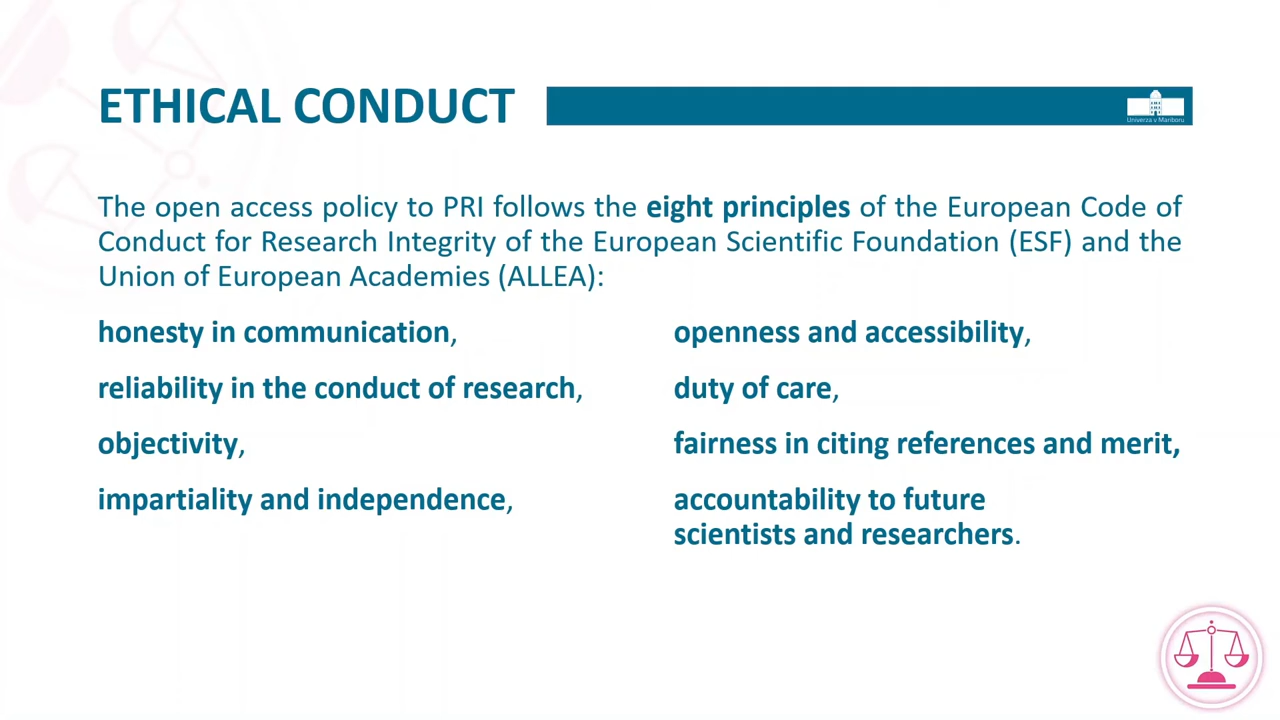 ETHICAL CONDUCT
Univerza v Mariboru
The open access policy to PRI follows the eight principles of the European Code of
Conduct for Research Integrity of the European Scientific Foundation (ESF) and the
Union of European Academies (ALLEA):
honesty in communication,
reliability in the conduct of research,
objectivity,
impartiality and independence,
openness and accessibility,
duty of care,
fairness in citing references and merit,
accountability to future
scientists and researchers.